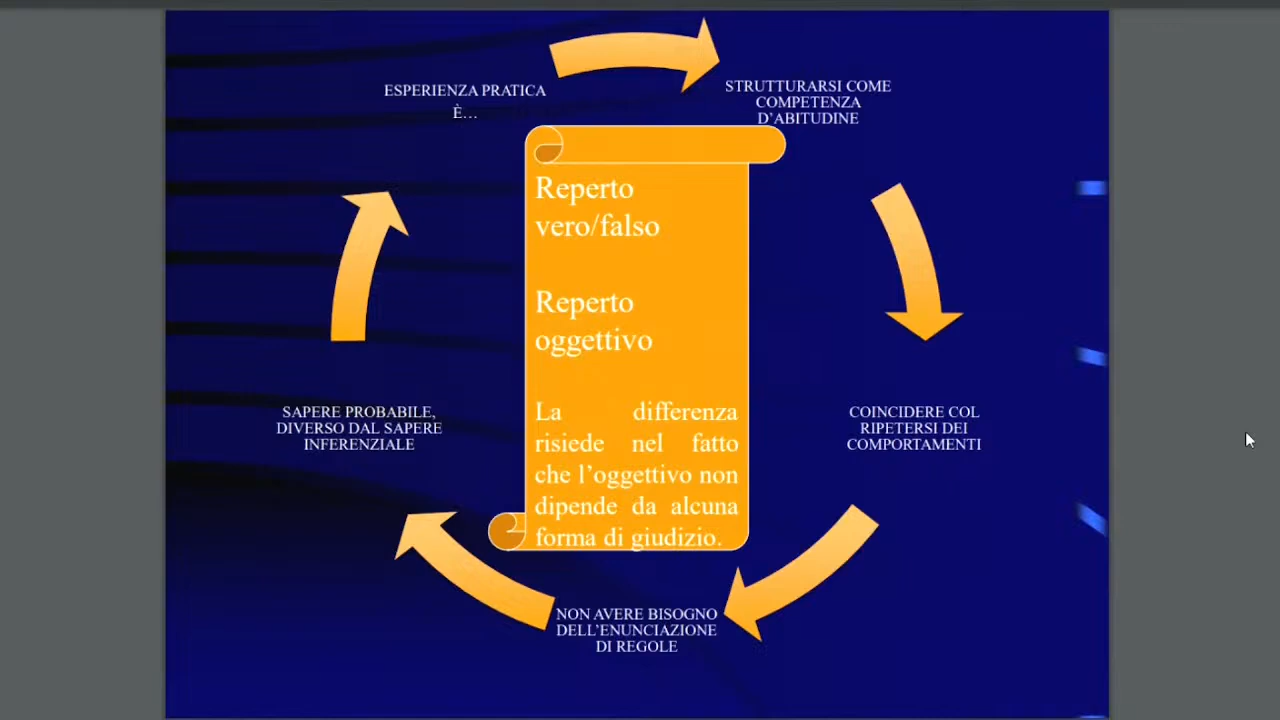 ESPERIENZA PRATICA
È…
STRUTTURARSI COME
COMPETENZA
D’ABITUDINE
Reperto
vero/falso
Reperto
oggettivo
La differenza
risiede nel fatto
che l’oggettivo non
dipende da alcuna
forma di giudizio.
COINCIDERE COL
RIPETERSI DEI
COMPORTAMENTI
NON AVERE BISOGNO
DELL’ENUNCIAZIONE
DI REGOLE
SAPERE PROBABILE,
DIVERSO DAL SAPERE
INFERENZIALE